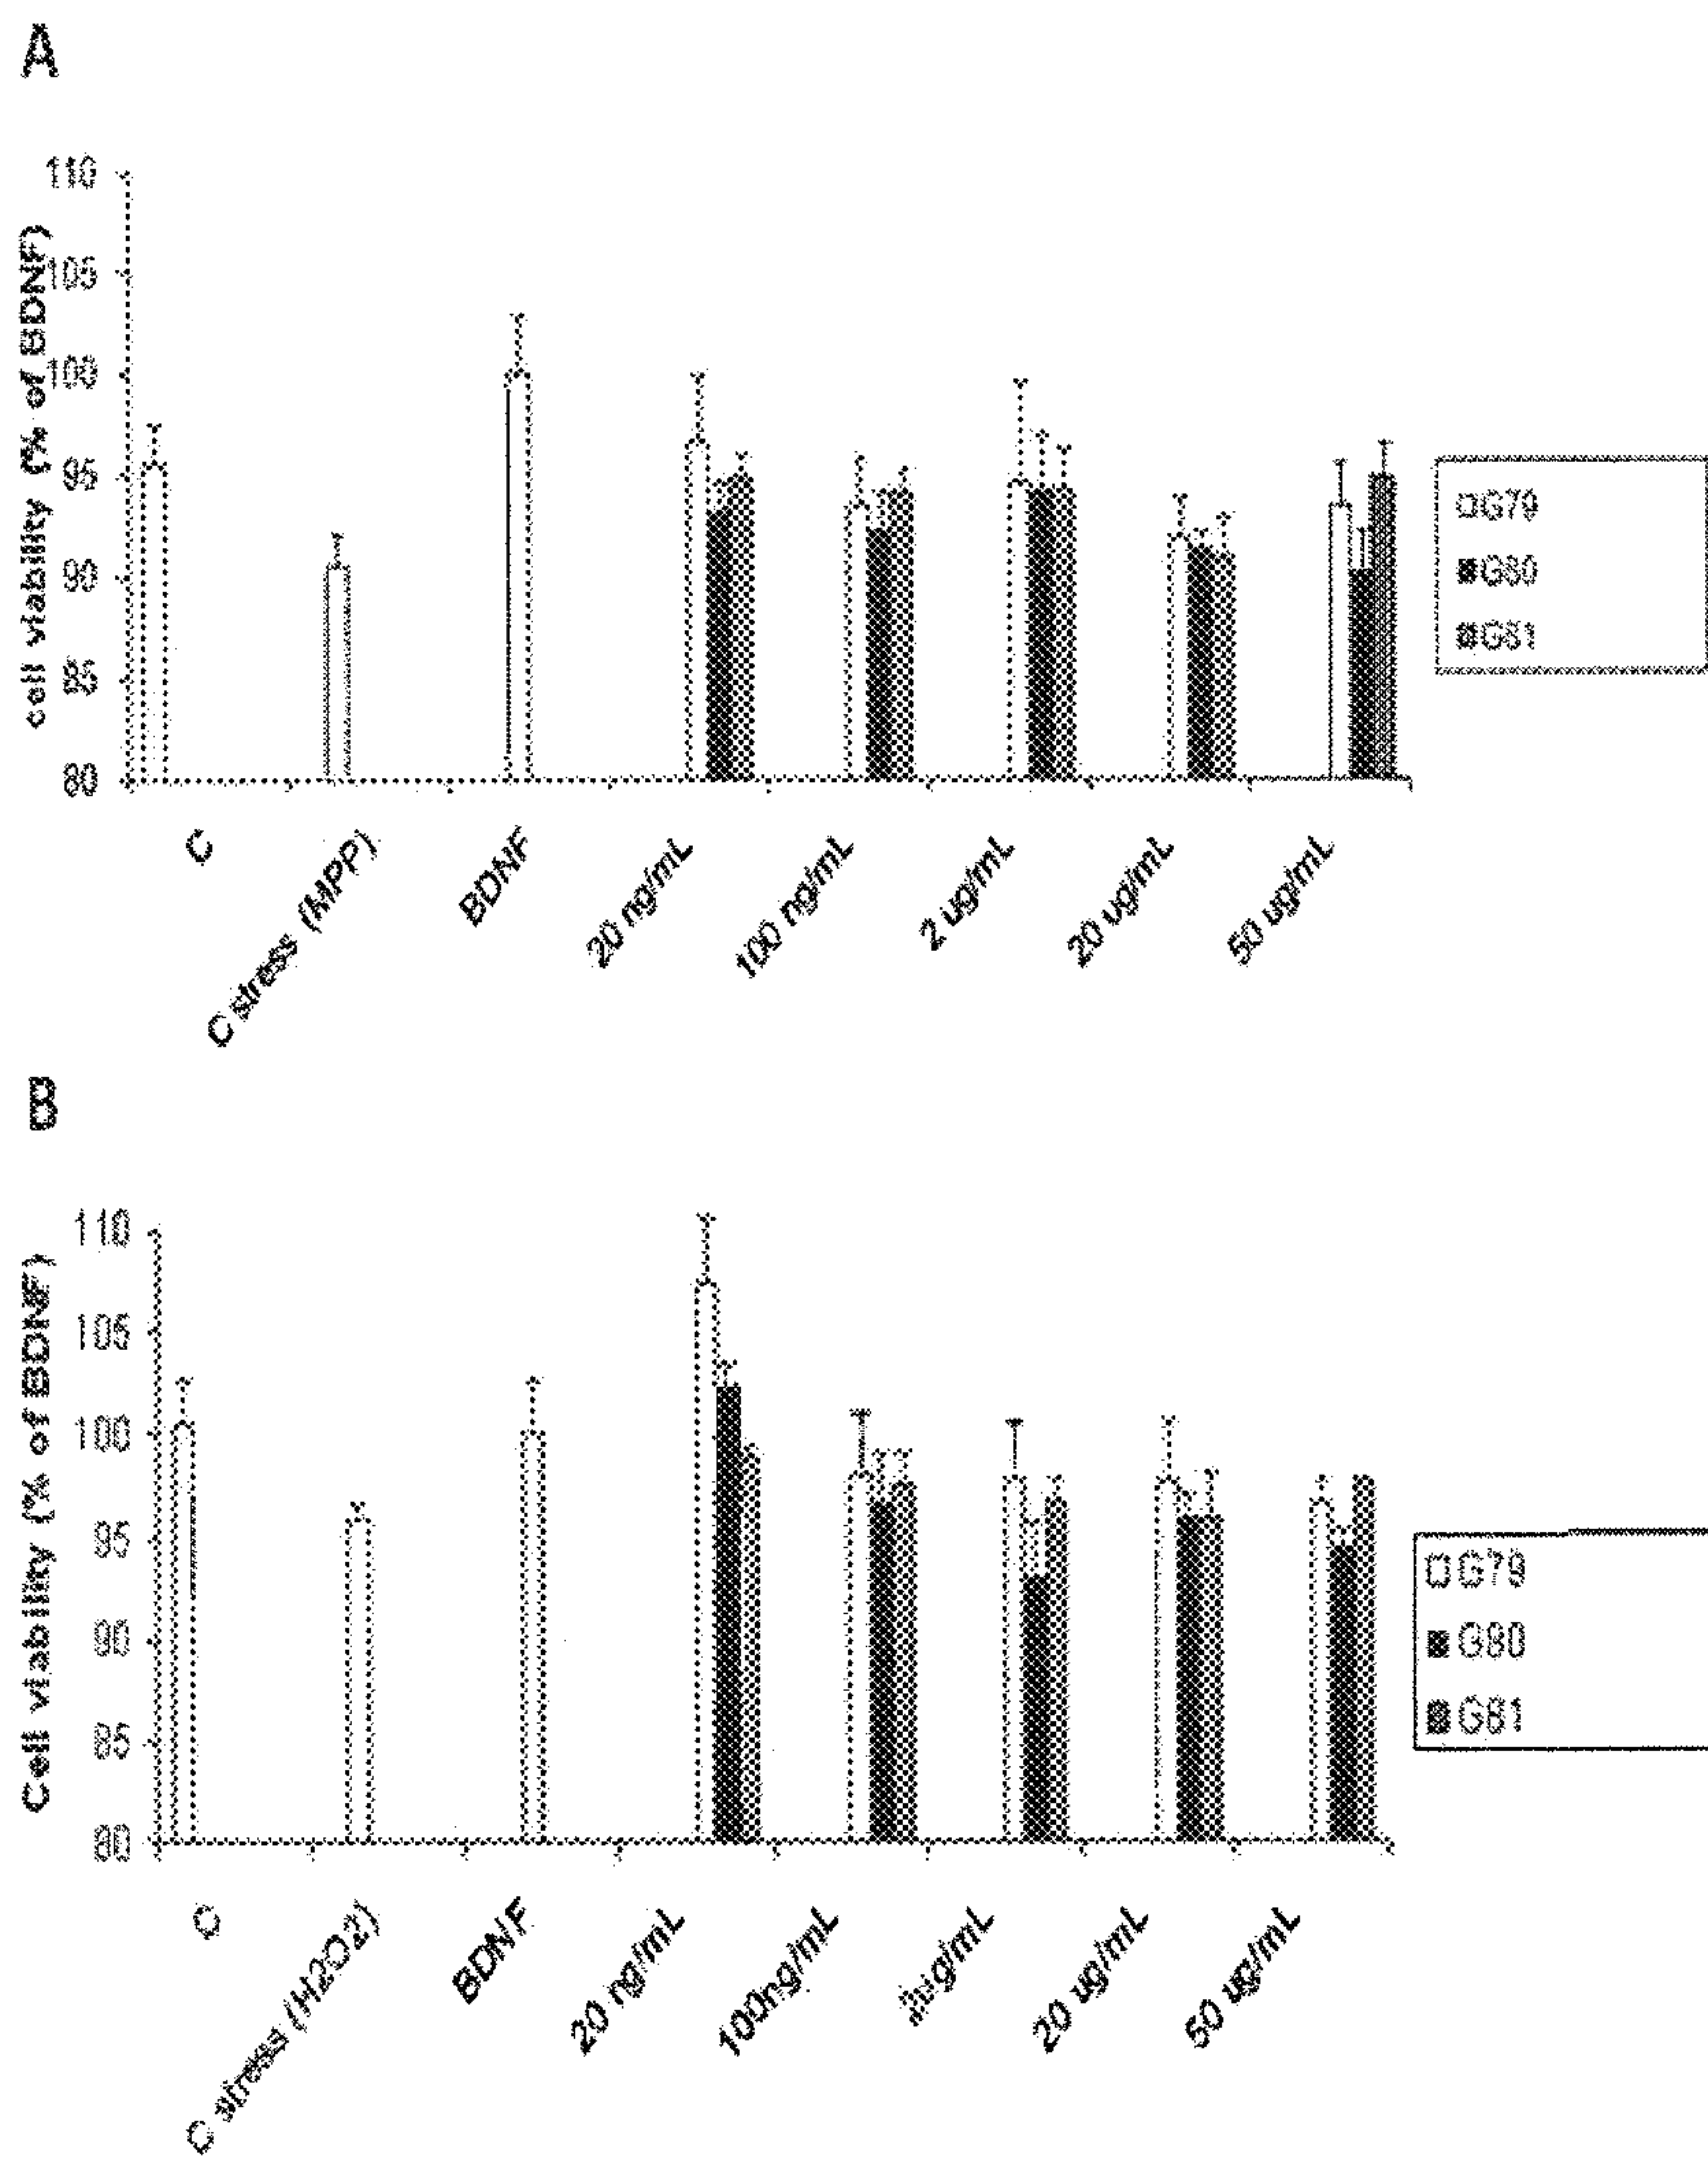 A
cell viability (% of BDNF)
110
105
100
95
90
85
80
C
C stress (MPP)
BDNF
20 ng/mL
100 ng/mL
2 ug/mL
20 ug/mL
50 ug/mL
G79
G80
G81
B
Cell viability (% of BDNF)
110
105
100
95
90
85
80
C
C stress (H2O2)
BDNF
20 ng/mL
100ng/mL
ug/mL
20 ug/mL
50 ug/mL
G79
G80
G81